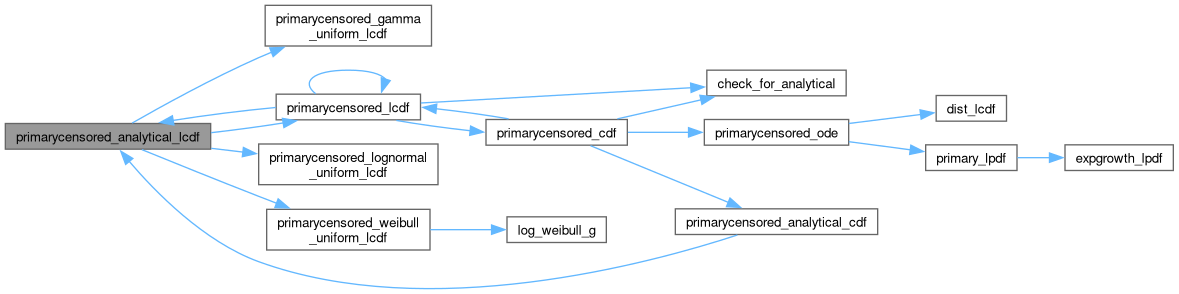 primarycensored_gamma
_uniform_lcdf
primarycensored_lcdf
check_for_analytical
dist_lcdf
primarycensored_analytical_lcdf
primarycensored_cdf
primarycensored_ode
primarycensored_lognormal
_uniform_lcdf
primary_lpdf
expgrowth_lpdf
primarycensored_weibull
_uniform_lcdf
log_weibull_g
primarycensored_analytical_cdf